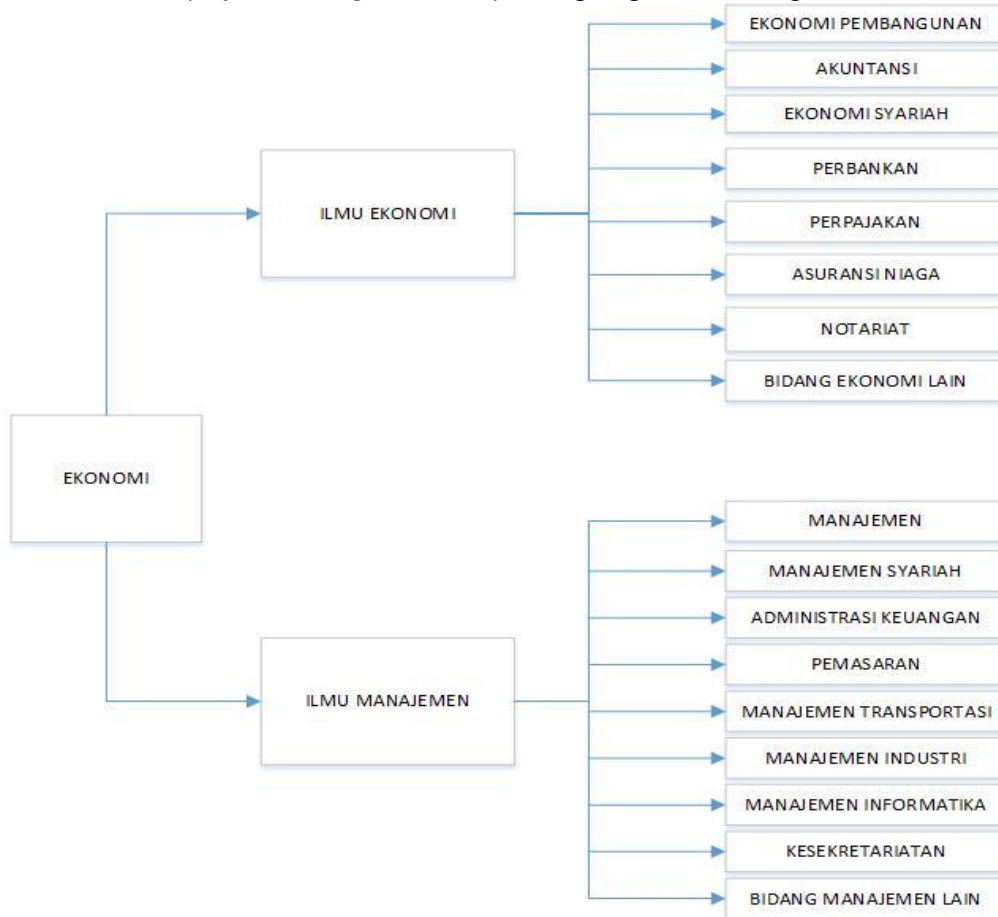 EKONOMI PEMBANGUNAN
AKUNTANSI
EKONOMI SYARIAH
PERBANKAN
PERPAJAKAN
ASURANSI NIAGA
NOTARIAT
BIDANG EKONOMI LAIN
ILMU EKONOMI
EKONOMI
ILMU MANAJEMEN
MANAJEMEN
MANAJEMEN SYARIAH
ADMINISTRASI KEUANGAN
PEMASARAN
MANAJEMEN TRANSPORTASI
MANAJEMEN INDUSTRI
MANAJEMEN INFORMATIKA
KESEKRETARIATAN
BIDANG MANAJEMEN LAIN